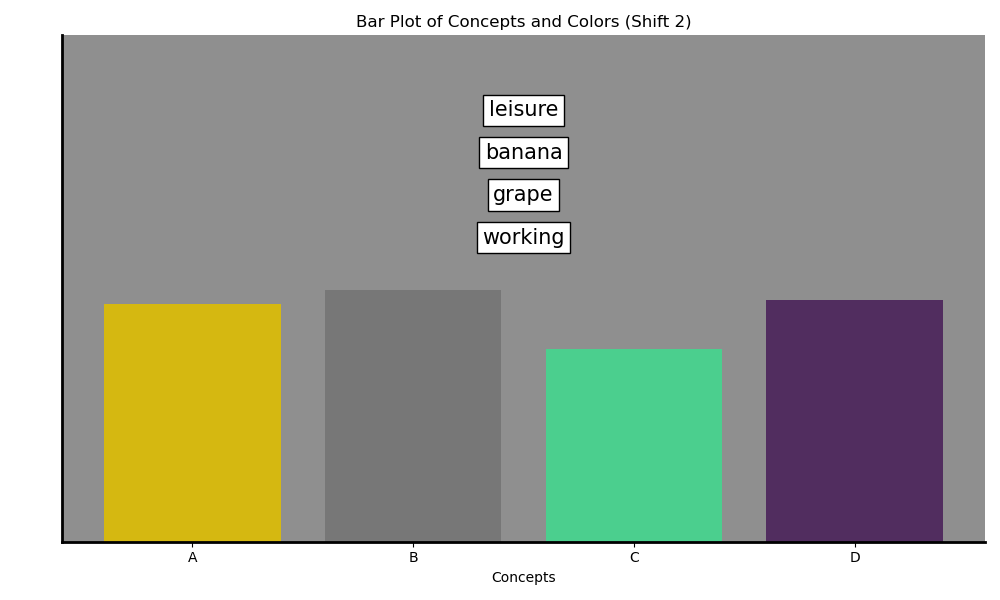 Bar Plot of Concepts and Colors (Shift 2)
leisure
banana
grape
working
A B C D
Concepts